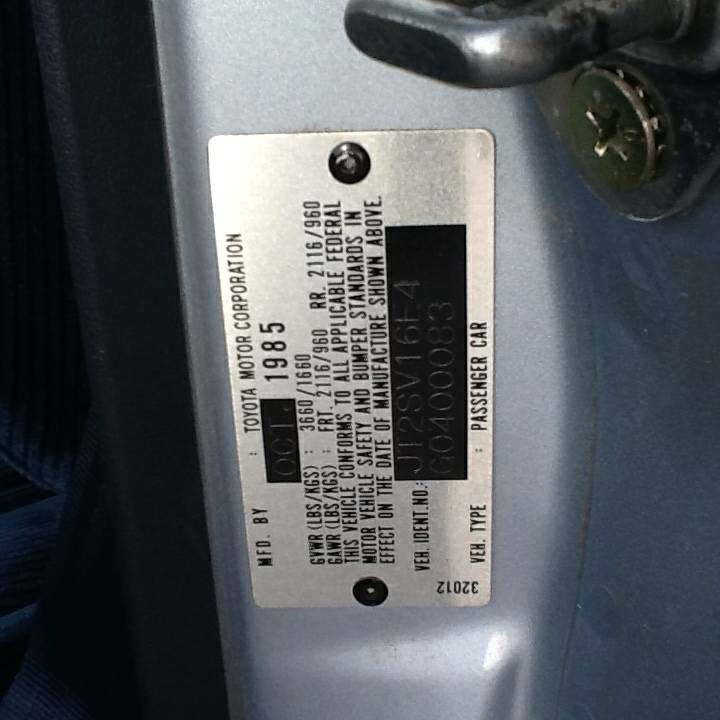 MFD. BY : TOYOTA MOTOR CORPORATION
OCT. 1985
GVWR (LBS/KGS) : 3660/1660
GAWR (LBS/KGS) : FRT. 2116/960 RR. 2116/960
THIS VEHICLE CONFORMS TO ALL APPLICABLE FEDERAL
MOTOR VEHICLE SAFETY AND BUMPER STANDARDS IN
EFFECT ON THE DATE OF MANUFACTURE SHOWN ABOVE.
VEH. IDENT.NO.: JT2SV16E4
G0400083
VEH. TYPE : PASSENGER CAR
32012